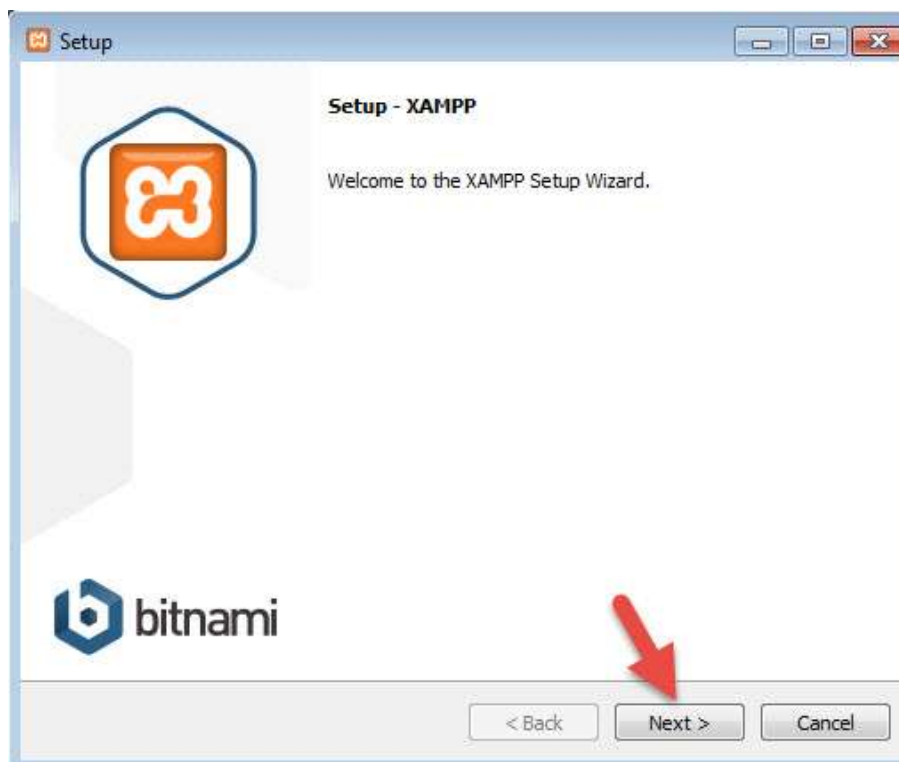 Setup
Setup - XAMPP
Welcome to the XAMPP Setup Wizard.
bitnami
< Back
Next >
Cancel